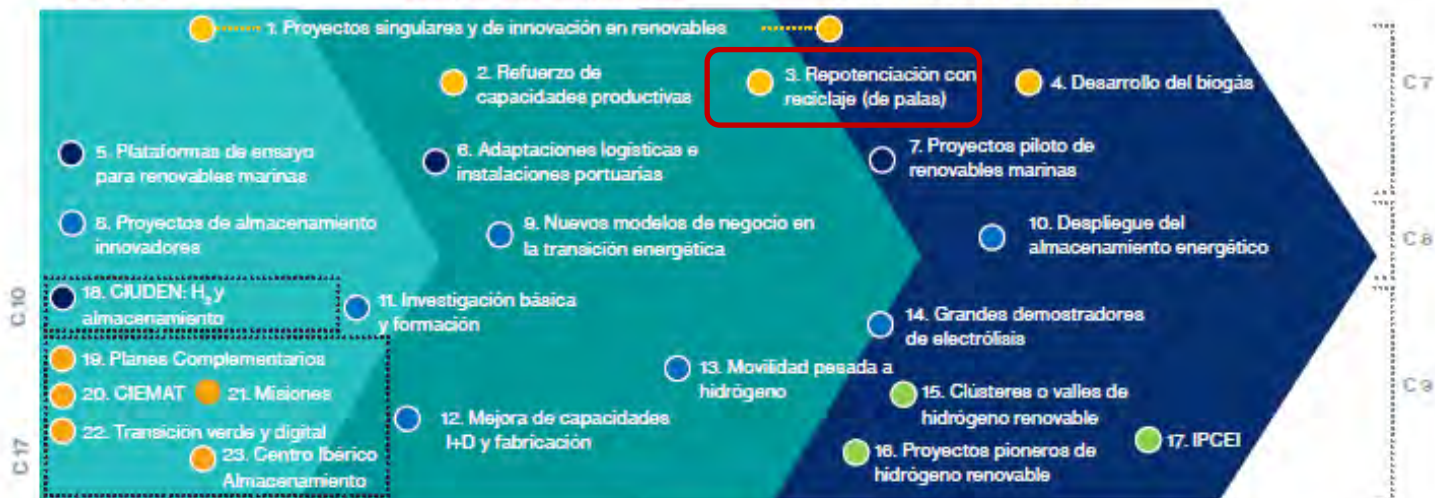 1. Proyectos singulares y de innovación en renovables
2. Refuerzo de
capacidades productivas
3. Repotenciación con
reciclaje (de palas)
4. Desarrollo del biogás
C 7
5. Plataformas de ensayo
para renovables marinas
6. Adaptaciones logísticas e
instalaciones portuarias
7. Proyectos piloto de
renovables marinas
8. Proyectos de almacenamiento
innovadores
9. Nuevos modelos de negocio en
la transición energética
10. Despliegue del
almacenamiento energético
C 8
C 10
18. CIUDEN: H₂ y
almacenamiento
11. Investigación básica
y formación
14. Grandes demostradores
de electrólisis
19. Planes Complementarios
20. CIEMAT
21. Misiones
22. Transición verde y digital
23. Centro Ibérico
Almacenamiento
C 17
12. Mejora de capacidades
I+D y fabricación
13. Movilidad pesada a
hidrógeno
15. Clústeres o valles de
hidrógeno renovable
16. Proyectos pioneros de
hidrógeno renovable
17. IPCEI
C 9